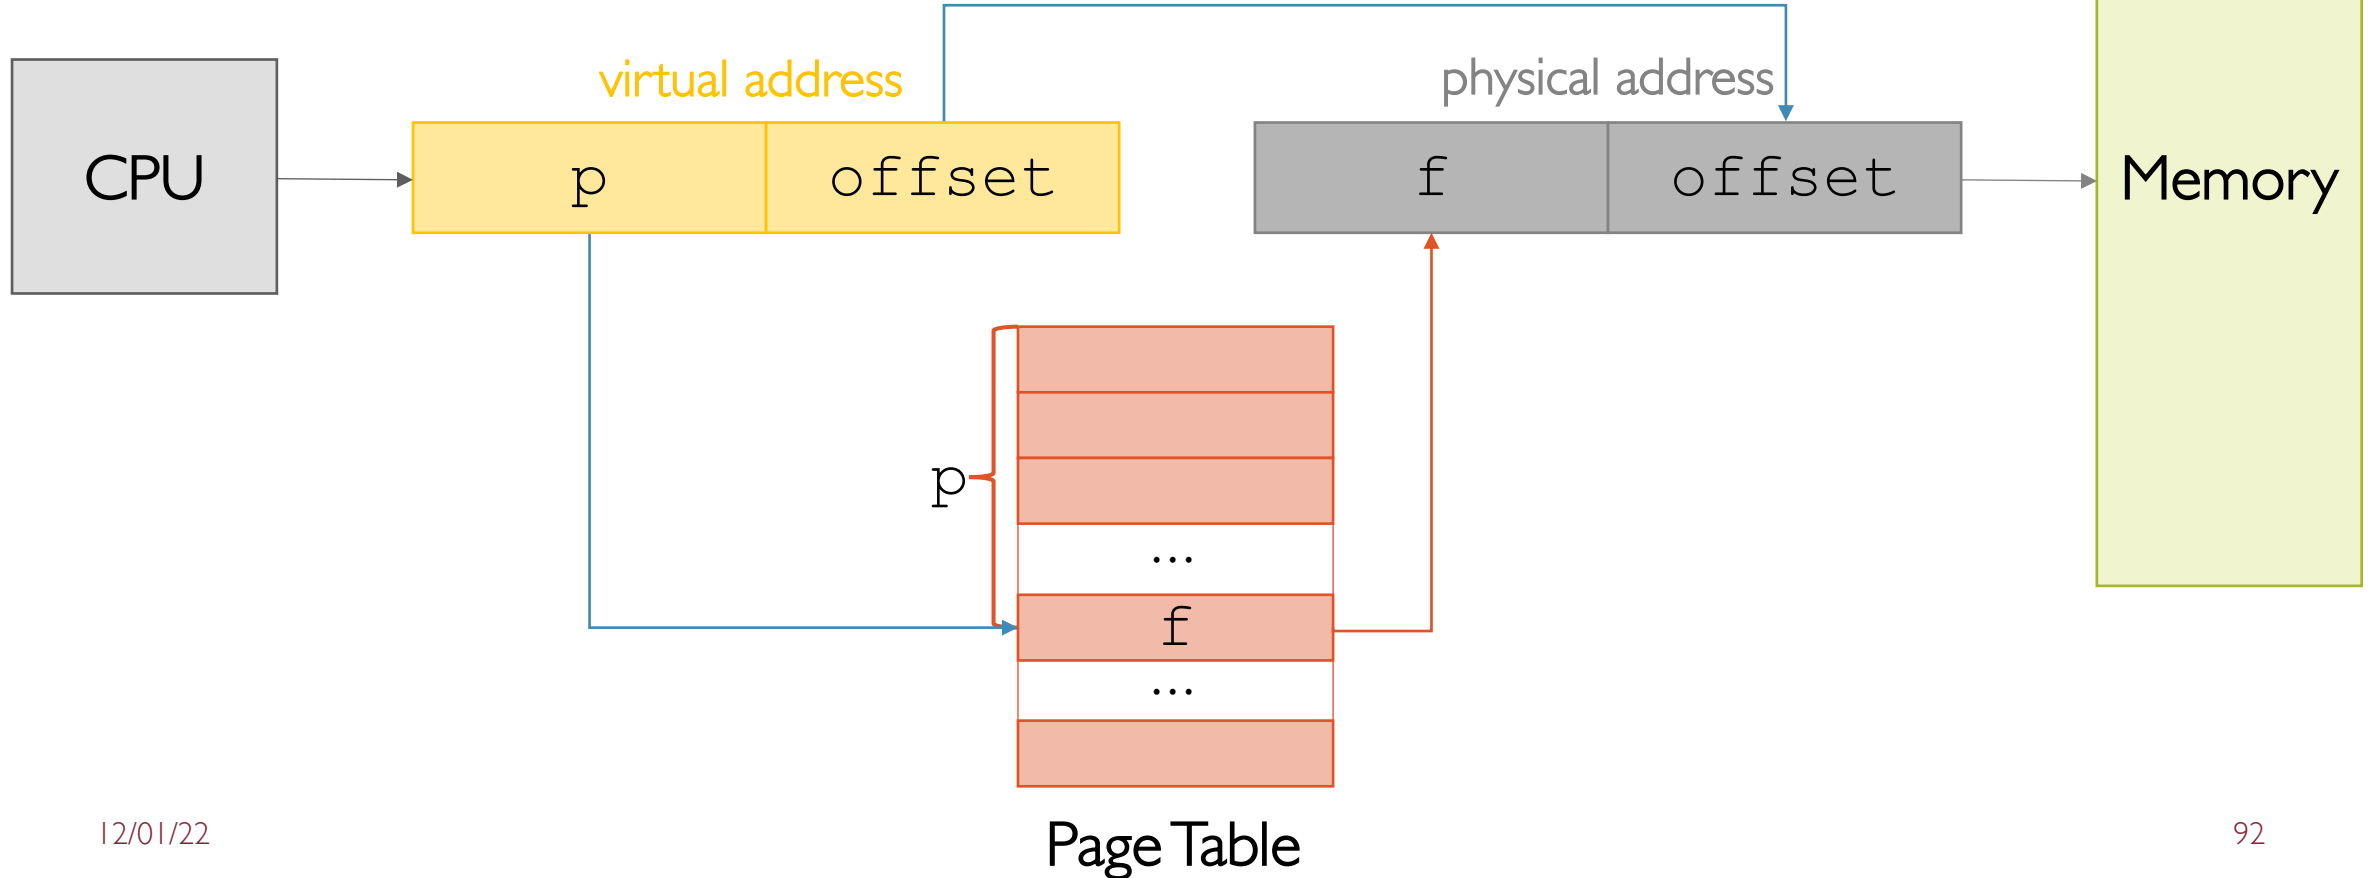 virtual address
physical address
CPU
p
offset
f
offset
Memory
p
...
f
...
Page Table
12/01/22
92